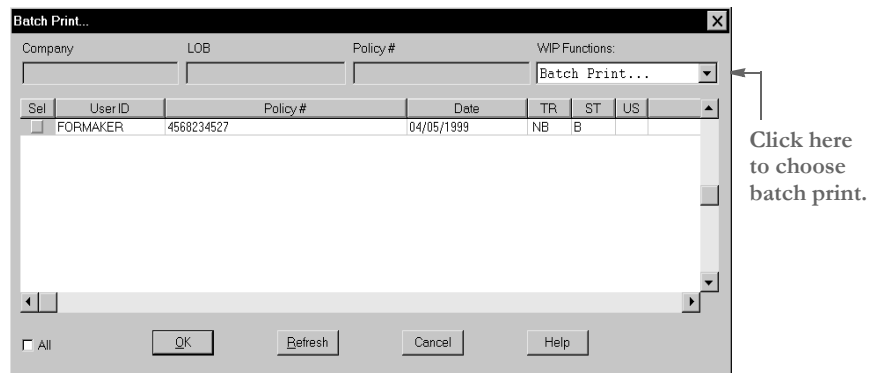 Batch Print...
Company LOB Policy # WIP Functions:
Batch Print...
Sel User ID Policy # Date TR ST US
FORMAKER 4568234527 04/05/1999 NB B
Click here
to choose
batch print.
All OK Refresh Cancel Help